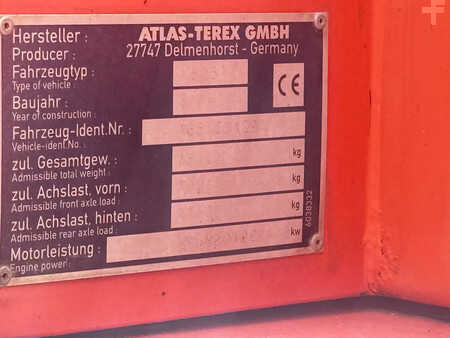 Hersteller : ATLAS-TEREX GMBH
Producer : 27747 Delmenhorst - Germany
Fahrzeugtyp :
Type of vehicle :
CE
Baujahr :
Year of construction :
Fahrzeug-Ident.Nr. :
Vehicle-ident.No. :
zul. Gesamtgew. : kg
Admissible total weight :
zul. Achslast, vorn : kg
Admissible front axle load :
zul. Achslast, hinten : kg
Admissible rear axle load :
Motorleistung : kw
Engine power :
6038332